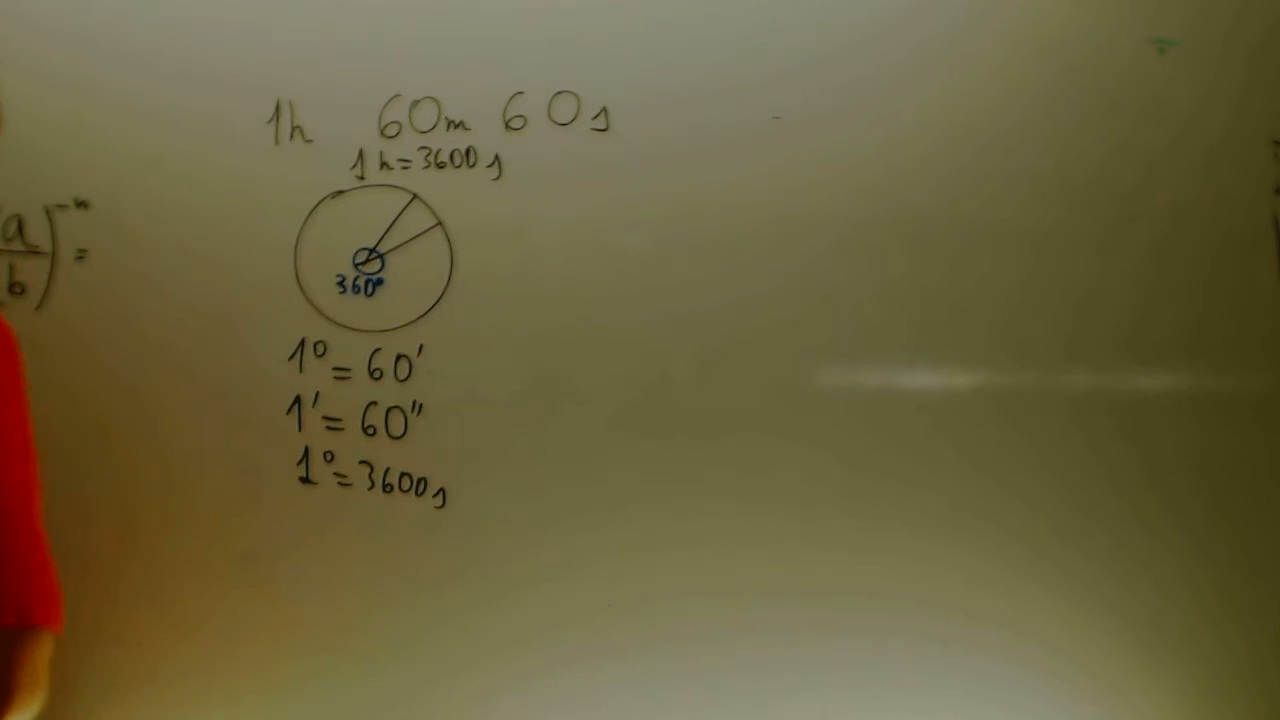 1h 60m 60s
1h=3600s
360°
1°=60'
1'=60"
1°=3600s
(a/b)^-n =